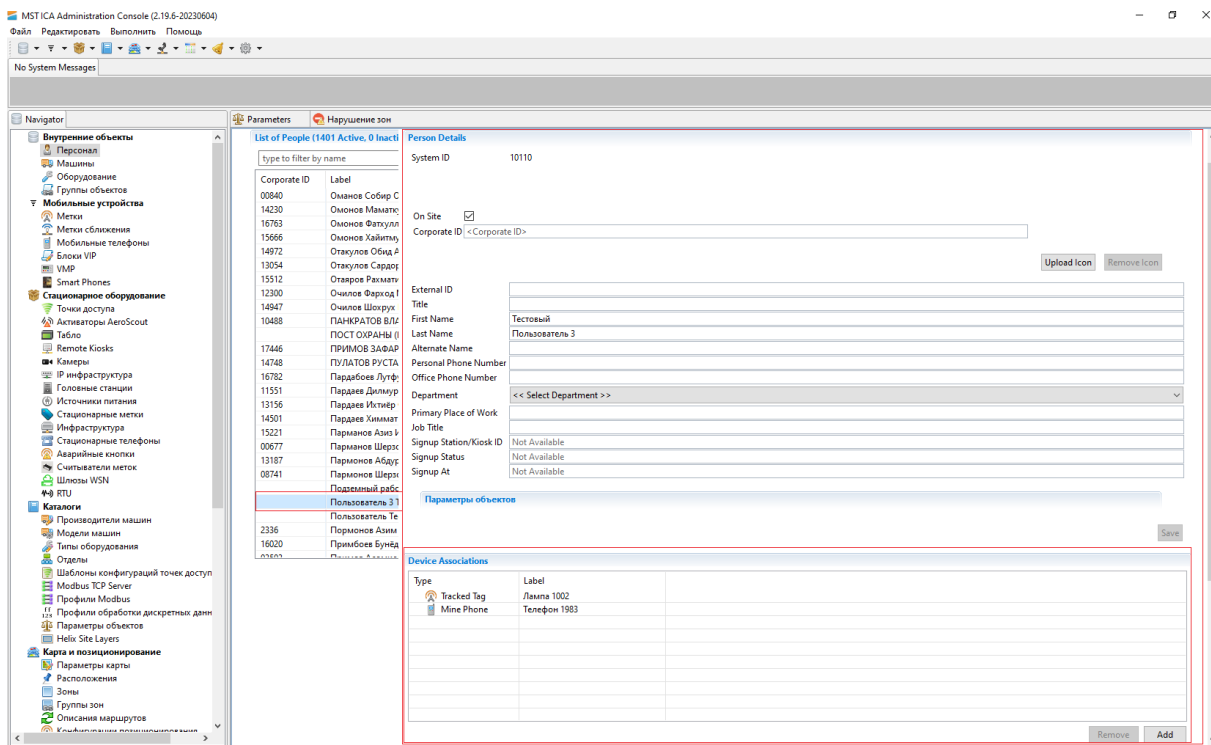 MST ICA Administration Console (2.19.6-20230604)
Файл Редактировать Выполнить Помощь
No System Messages
Navigator
Внутренние объекты
Персонал
Машины
Оборудование
Группы объектов
Мобильные устройства
Метки
Метки сближения
Мобильные телефоны
Блоки VIP
VMP
Smart Phones
Стационарное оборудование
Точки доступа
Активаторы AeroScout
Табло
Remote Kiosks
Камеры
IP инфраструктура
Головные станции
Источники питания
Стационарные метки
Инфраструктура
Стационарные телефоны
Аварийные кнопки
Считыватели меток
Шлюзы WSN
RTU
Каталоги
Производители машин
Модели машин
Типы оборудования
Отделы
Шаблоны конфигураций точек доступ
Modbus TCP Server
Профили Modbus
Профили обработки дискретных данн
Параметры объектов
Helix Site Layers
Карта и позиционирование
Параметры карты
Расположения
Зоны
Группы зон
Описания маршрутов
Конфигурации позиционирования
Parameters Нарушение зон
List of People (1401 Active, 0 Inacti
type to filter by name
Corporate ID Label
00840 Оманов Собир С
14230 Омонов Маматк
16763 Омонов Фатхулл
15666 Омонов Хайитм
14972 Отакулов Обид А
13054 Отакулов Сардор
15512 Отаяров Рахмати
12300 Очилов Фарход
14947 Очилов Шохрух
10488 ПАНКРАТОВ ВЛА
ПОСТ ОХРАНЫ (
17446 ПРИМОВ ЗАФАР
14748 ПУЛАТОВ РУСТА
16782 Пардабоев Лутф
11551 Пардаев Дилмур
13156 Пардаев Ихтиёр
14501 Пардаев Химмат
15221 Парманов Азиз
00677 Парманов Шерзо
13187 Пармонов Абдур
08741 Пармонов Шерз
Подземный рабо
Пользователь 3 Т
Пользователь Те
2336 Пормонов Азим
16020 Примбоев Бунёд
Person Details
System ID 10110
On Site
Corporate ID <Corporate ID>
Upload Icon Remove Icon
External ID
Title
First Name Тестовый
Last Name Пользователь 3
Alternate Name
Personal Phone Number
Office Phone Number
Department << Select Department >>
Primary Place of Work
Job Title
Signup Station/Kiosk ID Not Available
Signup Status Not Available
Signup At Not Available
Параметры объектов
Save
Device Associations
Type Label
Tracked Tag Лампа 1002
Mine Phone Телефон 1983
Remove Add